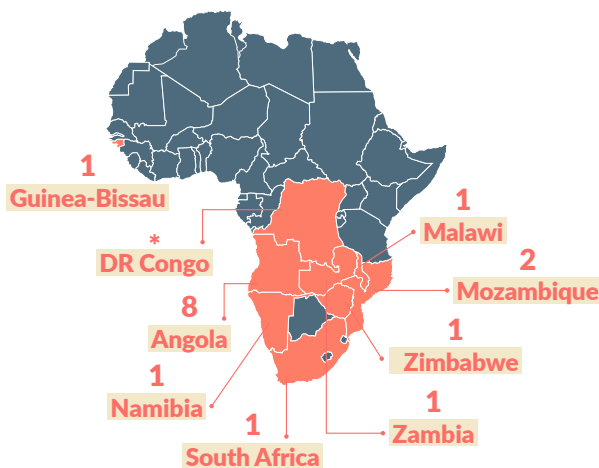 1
Guinea-Bissau
*
DR Congo
8
Angola
1
Namibia
1
South Africa
1
Malawi
2
Mozambique
1
Zimbabwe
1
Zambia